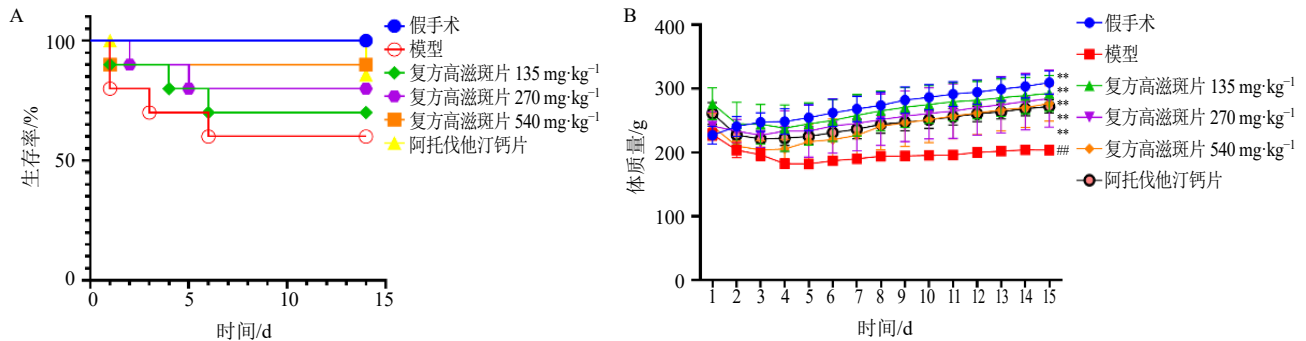 A
生存率/%
100
50
0
0
5
10
15
时间/d
假手术
模型
复方高滋斑片 135 mg·kg⁻¹
复方高滋斑片 270 mg·kg⁻¹
复方高滋斑片 540 mg·kg⁻¹
阿托伐他汀钙片
B
体质量/g
400
300
200
100
0
1 2 3 4 5 6 7 8 9 10 11 12 13 14 15
时间/d
**
**
**
**
**
##
假手术
模型
复方高滋斑片 135 mg·kg⁻¹
复方高滋斑片 270 mg·kg⁻¹
复方高滋斑片 540 mg·kg⁻¹
阿托伐他汀钙片